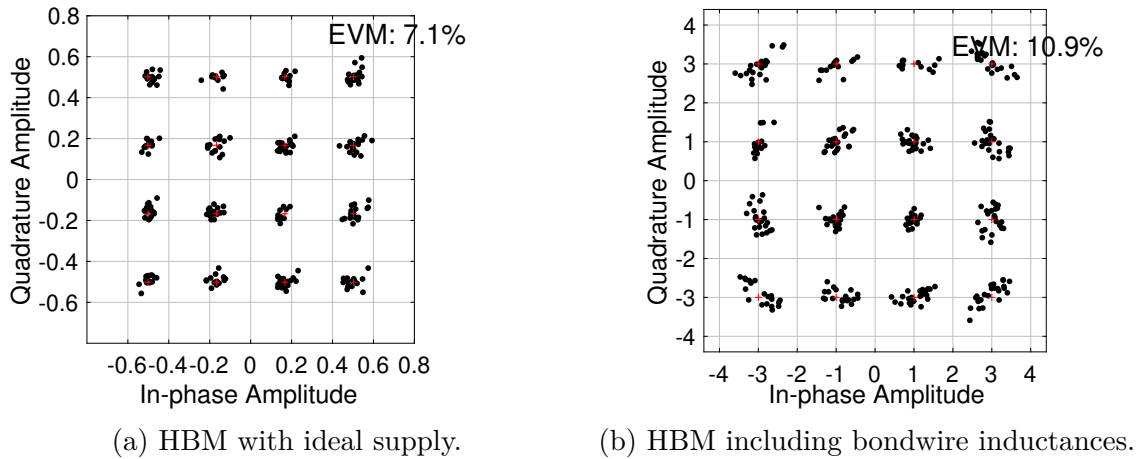 EVM: 7.1%
0.8
0.6
0.4
0.2
0
-0.2
-0.4
-0.6
Quadrature Amplitude
-0.6 -0.4 -0.2 0 0.2 0.4 0.6 0.8
In-phase Amplitude
(a) HBM with ideal supply.
EVM: 10.9%
4
3
2
1
0
-1
-2
-3
-4
Quadrature Amplitude
-4 -3 -2 -1 0 1 2 3 4
In-phase Amplitude
(b) HBM including bondwire inductances.